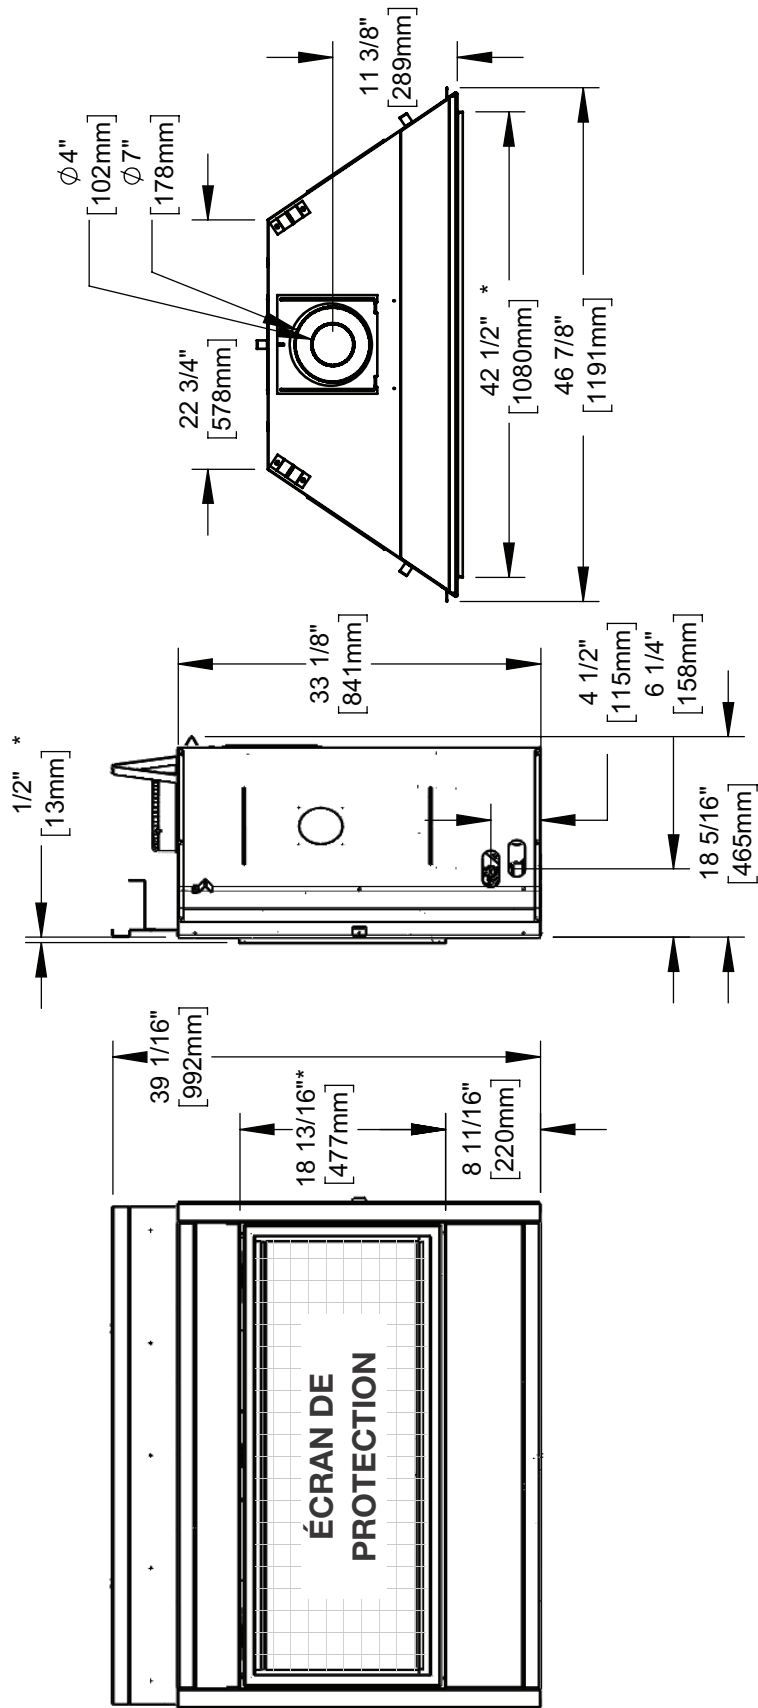 39 1/16"
[992mm]
18 13/16"*
[477mm]
8 11/16"
[220mm]
ÉCRAN DE
PROTECTION
1/2" *
[13mm]
33 1/8"
[841mm]
4 1/2"
[115mm]
6 1/4"
[158mm]
18 5/16"
[465mm]
∅4"
[102mm]
∅7"
[178mm]
22 3/4"
[578mm]
11 3/8"
[289mm]
42 1/2" *
[1080mm]
46 7/8"
[1191mm]